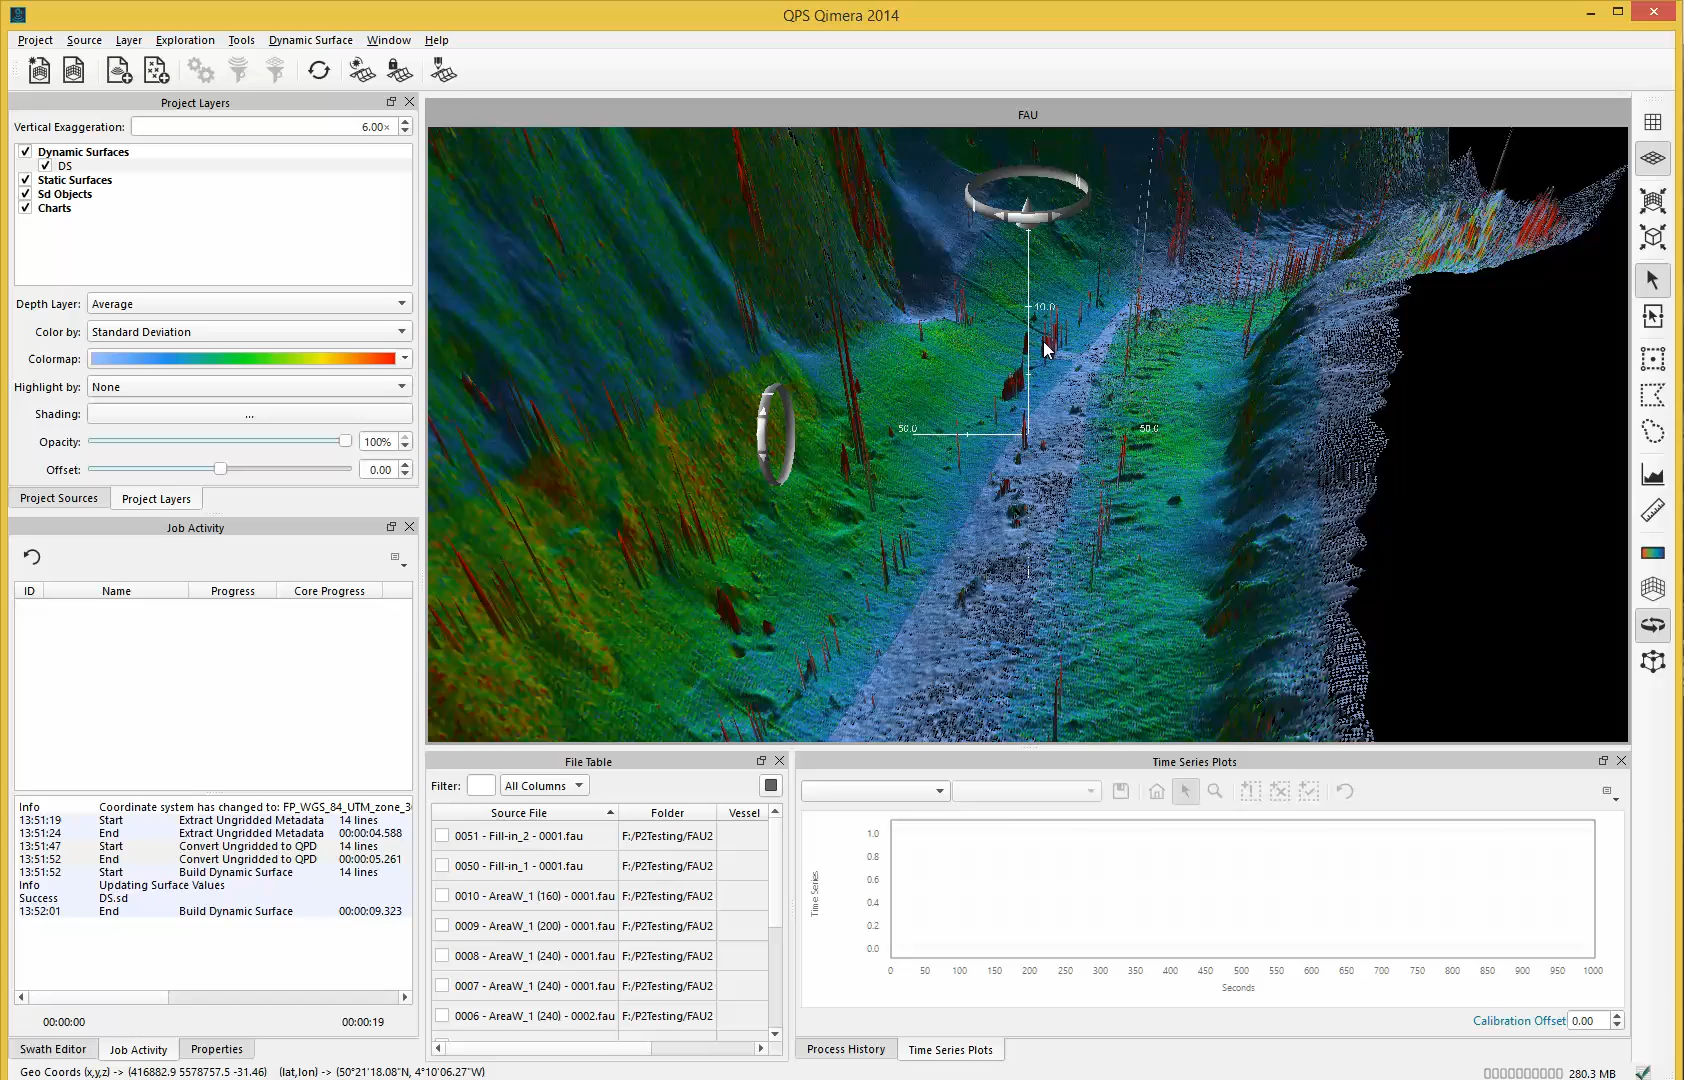 QPS Qimera 2014
Project Source Layer Exploration Tools Dynamic Surface Window Help
Project Layers
Vertical Exaggeration: 6.00×
Dynamic Surfaces
DS
Static Surfaces
Sd Objects
Charts
Depth Layer: Average
Color by: Standard Deviation
Colormap:
Highlight by: None
Shading: ...
Opacity: 100%
Offset: 0.00
Project Sources Project Layers
Job Activity
ID Name Progress Core Progress
Info Coordinate system has changed to: FP_WGS_84_UTM_zone_3
13:51:19 Start Extract Ungridded Metadata 14 lines
13:51:24 End Extract Ungridded Metadata 00:00:04.588
13:51:47 Start Convert Ungridded to QPD 14 lines
13:51:52 End Convert Ungridded to QPD 00:00:05.261
13:51:52 Start Build Dynamic Surface 14 lines
Info Updating Surface Values
Success DS.sd
13:52:01 End Build Dynamic Surface 00:00:09.323
00:00:00 00:00:19
Swath Editor Job Activity Properties
FAU
10.0
50.0 50.0
File Table
Filter: All Columns
Source File Folder Vessel
0051 - Fill-in_2 - 0001.fau F:/P2Testing/FAU2
0050 - Fill-in_1 - 0001.fau F:/P2Testing/FAU2
0010 - AreaW_1 (160) - 0001.fau F:/P2Testing/FAU2
0009 - AreaW_1 (200) - 0001.fau F:/P2Testing/FAU2
0008 - AreaW_1 (240) - 0001.fau F:/P2Testing/FAU2
0007 - AreaW_1 (240) - 0001.fau F:/P2Testing/FAU2
0006 - AreaW_1 (240) - 0002.fau F:/P2Testing/FAU2
Time Series Plots
Time Series
1.0
0.8
0.6
0.4
0.2
0.0
0 50 100 150 200 250 300 350 400 450 500 550 600 650 700 750 800 850 900 950 1000
Seconds
Calibration Offset 0.00
Process History Time Series Plots
Geo Coords (x,y,z) -> (416882.9 5578757.5 -31.46) (lat,lon) -> (50°21'18.08"N, 4°10'06.27"W)
280.3 MB